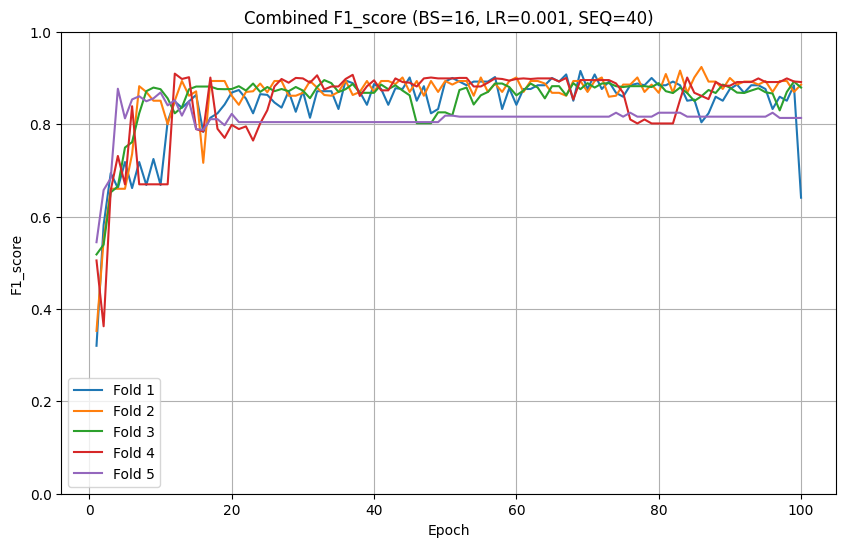 Combined F1_score (BS=16, LR=0.001, SEQ=40)
1.0
0.8
0.6
0.4
0.2
0.0
F1_score
Fold 1
Fold 2
Fold 3
Fold 4
Fold 5
0 20 40 60 80 100
Epoch